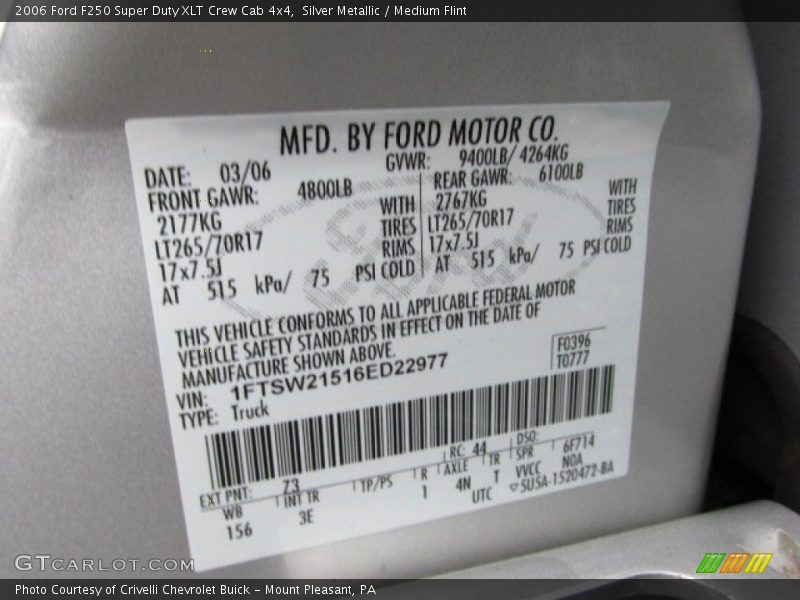 2006 Ford F250 Super Duty XLT Crew Cab 4x4, Silver Metallic / Medium Flint
MFD. BY FORD MOTOR CO.
DATE: 03/06 GVWR: 9400LB/ 4264KG
FRONT GAWR: 4800LB REAR GAWR: 6100LB
2177KG WITH 2767KG WITH
LT265/70R17 TIRES LT265/70R17 TIRES
17x7.5J RIMS 17x7.5J RIMS
AT 515 kPa/ 75 PSI COLD AT 515 kPa/ 75 PSI COLD
THIS VEHICLE CONFORMS TO ALL APPLICABLE FEDERAL MOTOR
VEHICLE SAFETY STANDARDS IN EFFECT ON THE DATE OF
MANUFACTURE SHOWN ABOVE.
VIN: 1FTSW21516ED22977
TYPE: Truck
F0396
T0777
EXT PNT: Z3 RC: 44 DSO:
WB INT TR TP/PS R AXLE TR SPR 6F714
156 3E 1 4N T VVCC NOA
UTC ▽5U5A-1520472-BA
GTCARLOT.COM
Photo Courtesy of Crivelli Chevrolet Buick – Mount Pleasant, PA